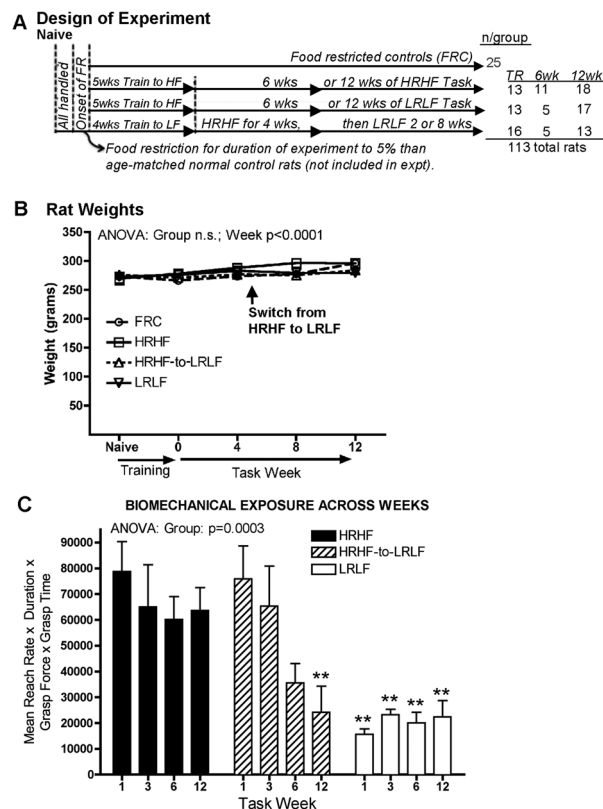 A Design of Experiment
Naive
n/group
Food restricted controls (FRC) 25
TR 6wk 12wk
5wks Train to HF 6 wks or 12 wks of HRHF Task 13 11 18
5wks Train to HF 6 wks or 12 wks of LRLF Task 13 5 17
4wks Train to LF HRHF for 4 wks, then LRLF 2 or 8 wks 16 5 13
113 total rats
All handled
Onset of FR
Food restriction for duration of experiment to 5% than
age-matched normal control rats (not included in expt).
B Rat Weights
ANOVA: Group n.s.; Week p<0.0001
Weight (grams)
350
300
250
200
150
100
50
Switch from
HRHF to LRLF
FRC
HRHF
HRHF-to-LRLF
LRLF
Naive 0 4 8 12
Training Task Week
C BIOMECHANICAL EXPOSURE ACROSS WEEKS
ANOVA: Group: p=0.0003
HRHF
HRHF-to-LRLF
LRLF
Mean Reach Rate x Duration x
Grasp Force x Grasp Time
90000
80000
70000
60000
50000
40000
30000
20000
10000
0
** ** ** ** **
1 3 6 12 1 3 6 12 1 3 6 12
Task Week